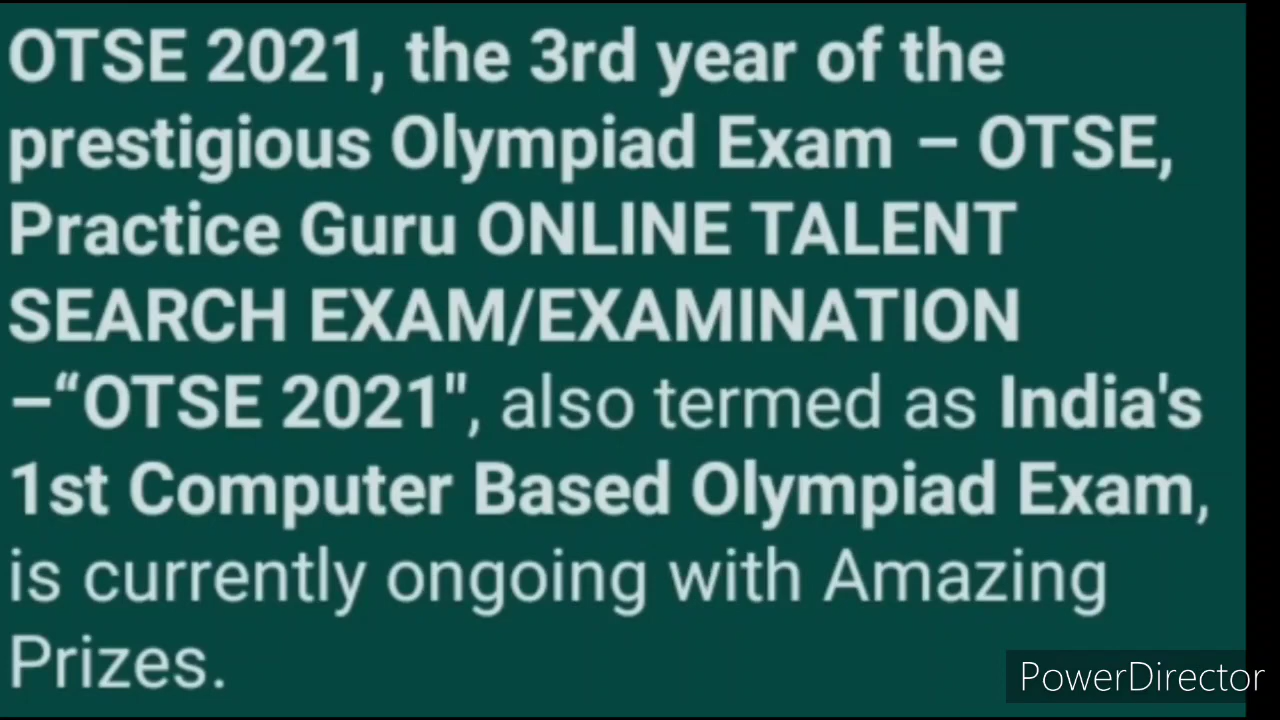 OTSE 2021, the 3rd year of the
prestigious Olympiad Exam – OTSE,
Practice Guru ONLINE TALENT
SEARCH EXAM/EXAMINATION
–“OTSE 2021", also termed as India's
1st Computer Based Olympiad Exam,
is currently ongoing with Amazing
Prizes.
PowerDirector